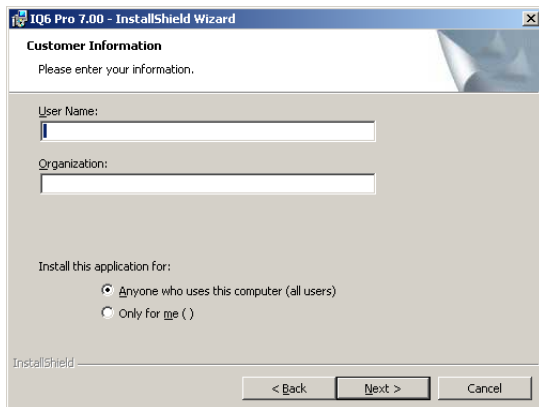 IQ6 Pro 7.00 - InstallShield Wizard
Customer Information
Please enter your information.
User Name:
Organization:
Install this application for:
Anyone who uses this computer (all users)
Only for me ( )
InstallShield
< Back Next > Cancel